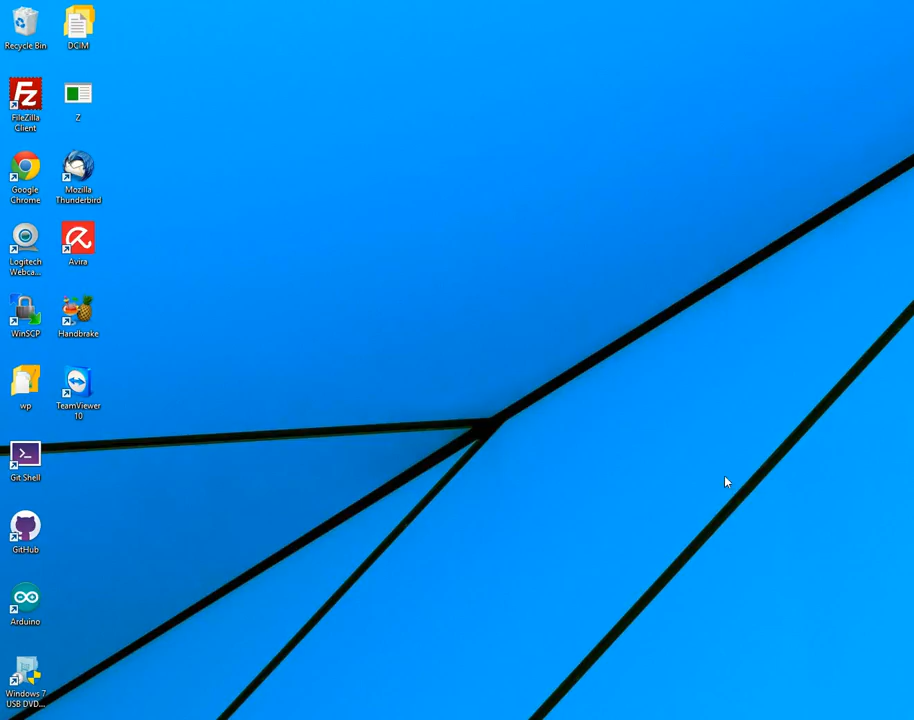 Recycle Bin
DCIM
FileZilla
Client
Z
Google
Chrome
Mozilla
Thunderbird
Logitech
Webca...
Avira
WinSCP
Handbrake
wp
TeamViewer
10
Git Shell
GitHub
Arduino
Windows 7
USB DVD...